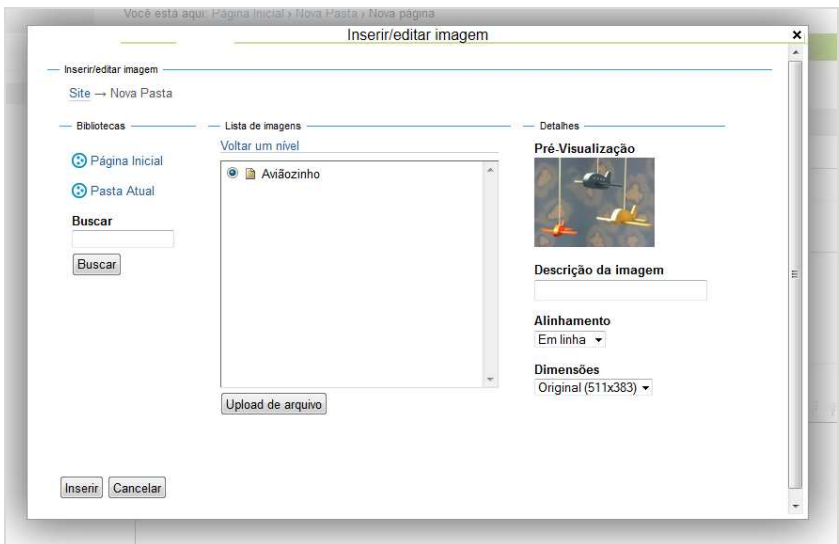 Você está aqui: Página Inicial › Nova Pasta › Nova página
Inserir/editar imagem
Inserir/editar imagem
Site → Nova Pasta
Bibliotecas
Página Inicial
Pasta Atual
Buscar
Buscar
Lista de imagens
Voltar um nível
Aviãozinho
Upload de arquivo
Detalhes
Pré-Visualização
Descrição da imagem
Alinhamento
Em linha
Dimensões
Original (511x383)
Inserir Cancelar